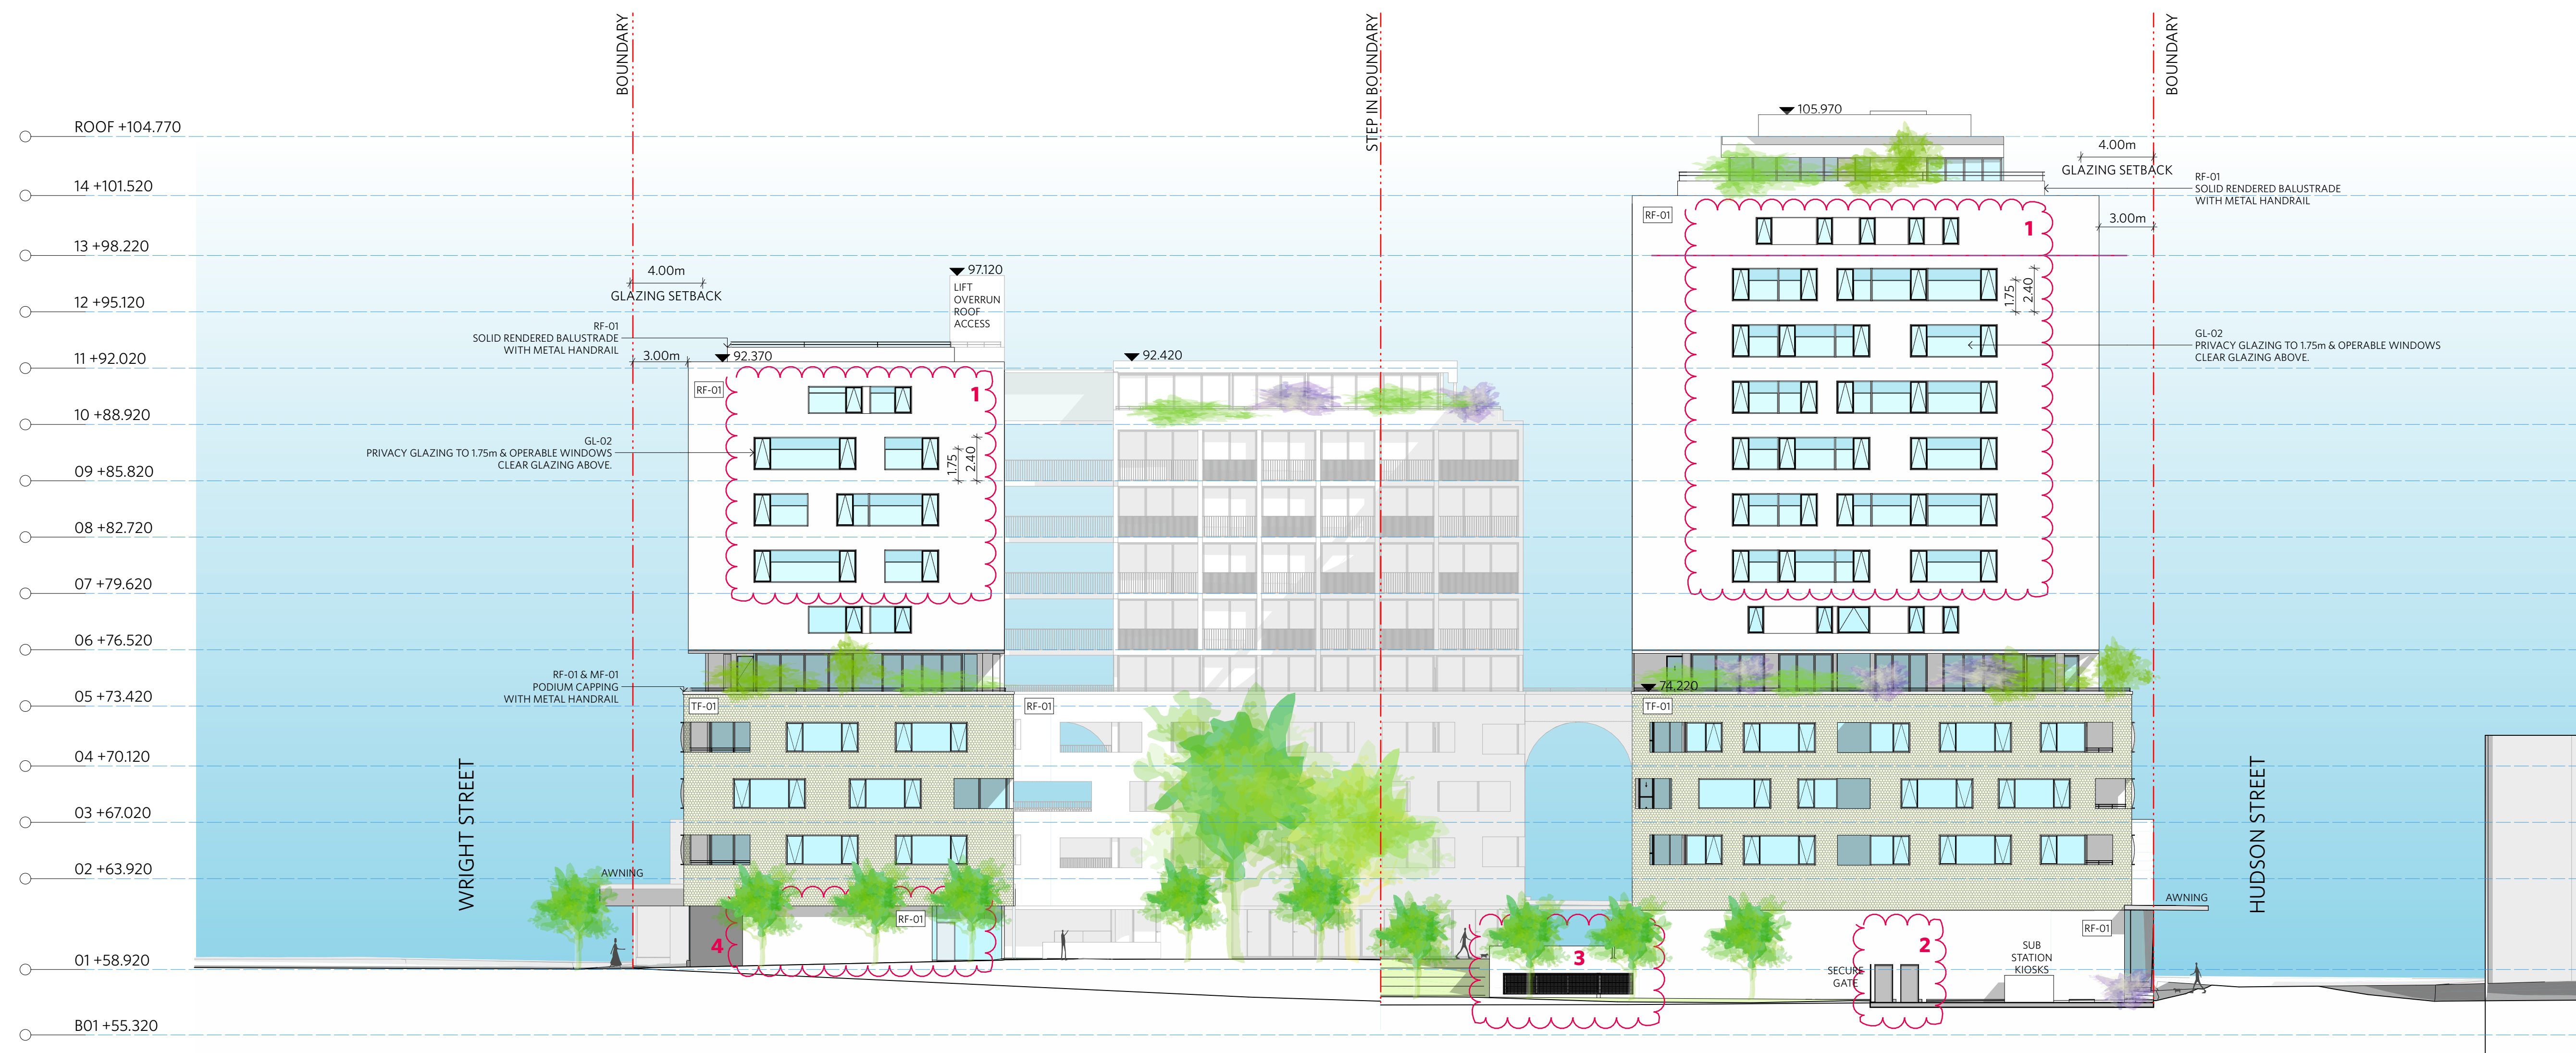 BOUNDARY
STEP IN BOUNDARY
BOUNDARY
ROOF +104.770
14 +101.520
13 +98.220
12 +95.120
11 +92.020
10 +88.920
09 +85.820
08 +82.720
07 +79.620
06 +76.520
05 +73.420
04 +70.120
03 +67.020
02 +63.920
01 +58.920
B01 +55.320
4.00m
GLAZING SETBACK
97.120
LIFT
OVERRUN
ROOF
ACCESS
RF-01
SOLID RENDERED BALUSTRADE
WITH METAL HANDRAIL
3.00m
92.370
RF-01
1
GL-02
PRIVACY GLAZING TO 1.75m & OPERABLE WINDOWS
CLEAR GLAZING ABOVE.
1.75
2.40
RF-01 & MF-01
PODIUM CAPPING
WITH METAL HANDRAIL
TF-01
RF-01
WRIGHT STREET
AWNING
RF-01
4
92.420
105.970
4.00m
GLAZING SETBACK
RF-01
SOLID RENDERED BALUSTRADE
WITH METAL HANDRAIL
3.00m
RF-01
1
1.75
2.40
GL-02
PRIVACY GLAZING TO 1.75m & OPERABLE WINDOWS
CLEAR GLAZING ABOVE.
74.220
TF-01
HUDSON STREET
AWNING
RF-01
3
2
SECURE
GATE
SUB
STATION
KIOSKS